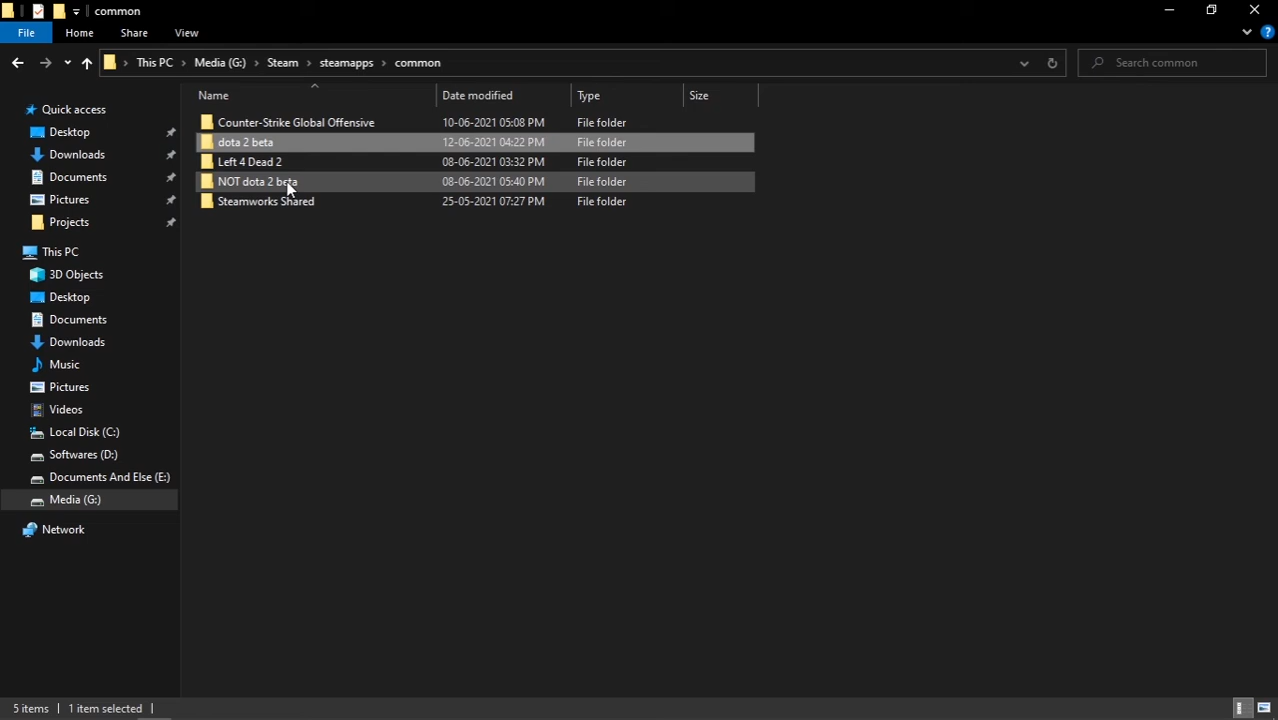 common
File Home Share View
This PC Media (G:) Steam steamapps common Search common
Name Date modified Type Size
Counter-Strike Global Offensive 10-06-2021 05:08 PM File folder
dota 2 beta 12-06-2021 04:22 PM File folder
Left 4 Dead 2 08-06-2021 03:32 PM File folder
NOT dota 2 beta 08-06-2021 05:40 PM File folder
Steamworks Shared 25-05-2021 07:27 PM File folder
Quick access
Desktop
Downloads
Documents
Pictures
Projects
This PC
3D Objects
Desktop
Documents
Downloads
Music
Pictures
Videos
Local Disk (C:)
Softwares (D:)
Documents And Else (E:)
Media (G:)
Network
5 items 1 item selected